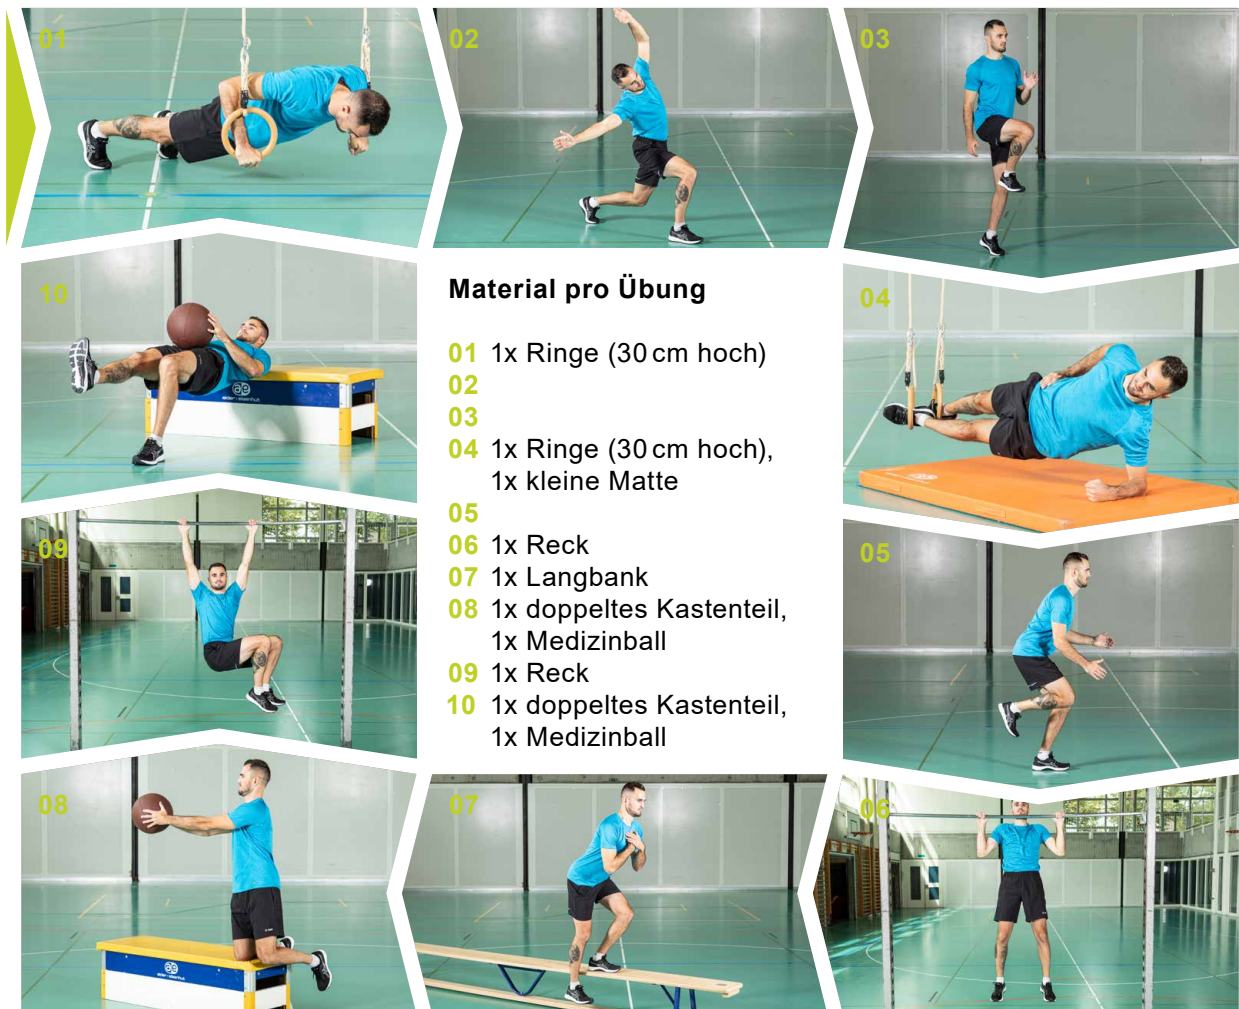 01
02
03
10
Material pro Übung
04
01 1x Ringe (30 cm hoch)
02
03
04 1x Ringe (30 cm hoch),
1x kleine Matte
05
06 1x Reck
07 1x Langbank
08 1x doppeltes Kastenteil,
1x Medizinball
09 1x Reck
10 1x doppeltes Kastenteil,
1x Medizinball
09
05
08
07
06